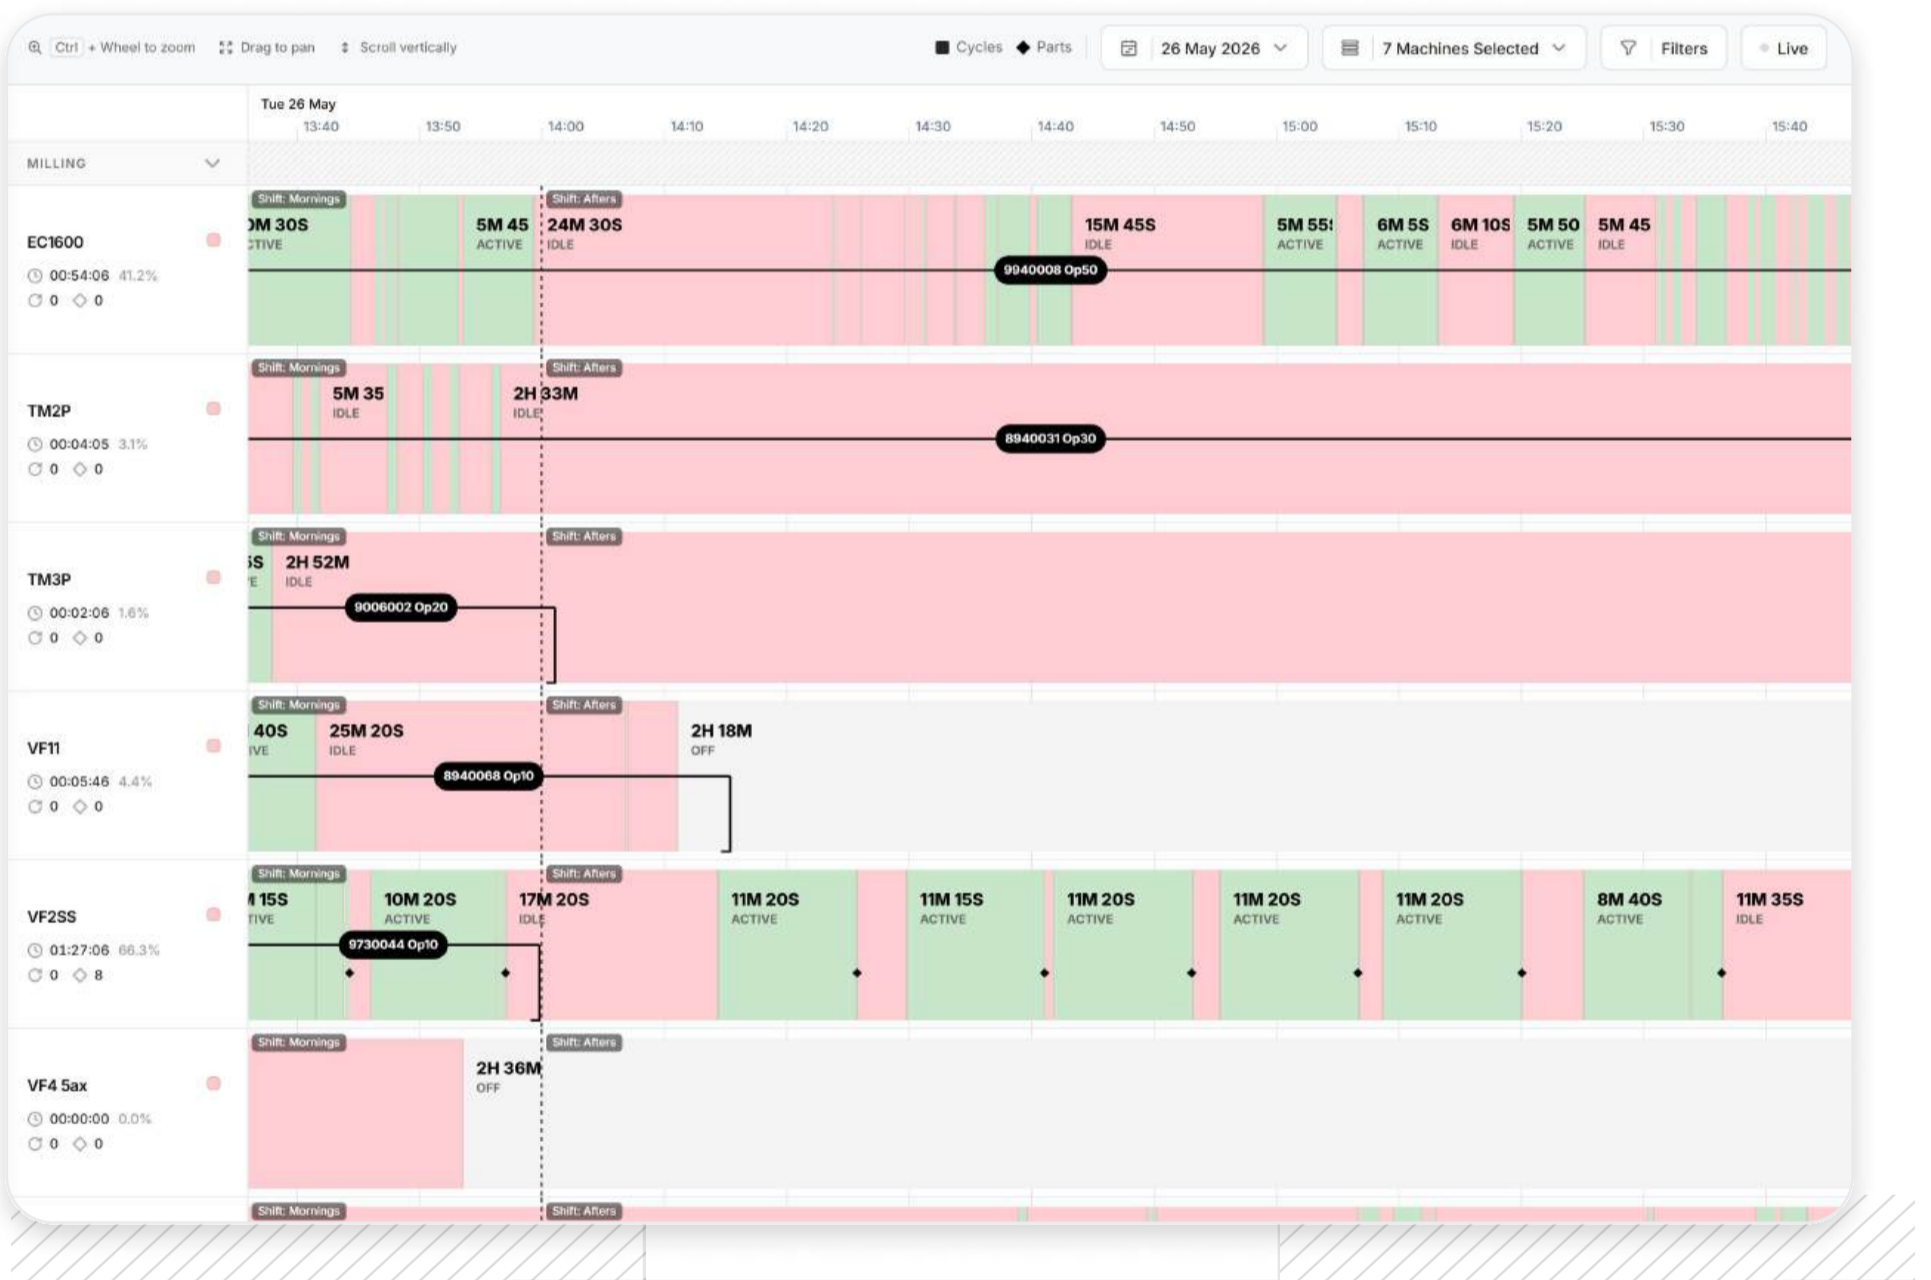 Ctrl + Wheel to zoom Drag to pan Scroll vertically Cycles Parts 26 May 2026 7 Machines Selected Filters Live
Tue 26 May
13:40 13:50 14:00 14:10 14:20 14:30 14:40 14:50 15:00 15:10 15:20 15:30 15:40
MILLING
Shift: Mornings Shift: Afters
0M 30S 5M 45 24M 30S 15M 45S 5M 55S 6M 5S 6M 10S 5M 50 5M 45
CTIVE ACTIVE IDLE IDLE ACTIVE ACTIVE IDLE ACTIVE IDLE
EC1600
9940008 Op50
00:54:06 41.2%
0 0
Shift: Mornings Shift: Afters
5M 35 2H 33M
IDLE IDLE
TM2P
8940031 Op30
00:04:05 3.1%
0 0
Shift: Mornings Shift: Afters
5S 2H 52M
E IDLE
TM3P
9006002 Op20
00:02:06 1.6%
0 0
Shift: Mornings Shift: Afters
40S 25M 20S 2H 18M
IVE IDLE OFF
VF11
8940068 Op10
00:05:46 4.4%
0 0
Shift: Mornings Shift: Afters
M 15S 10M 20S 17M 20S 11M 20S 11M 15S 11M 20S 11M 20S 11M 20S 8M 40S 11M 35S
TIVE ACTIVE IDLE ACTIVE ACTIVE ACTIVE ACTIVE ACTIVE ACTIVE IDLE
VF2SS
9730044 Op10
01:27:06 66.3%
0 8
Shift: Mornings Shift: Afters
2H 36M
OFF
VF4 5ax
00:00:00 0.0%
0 0
Shift: Mornings Shift: Afters